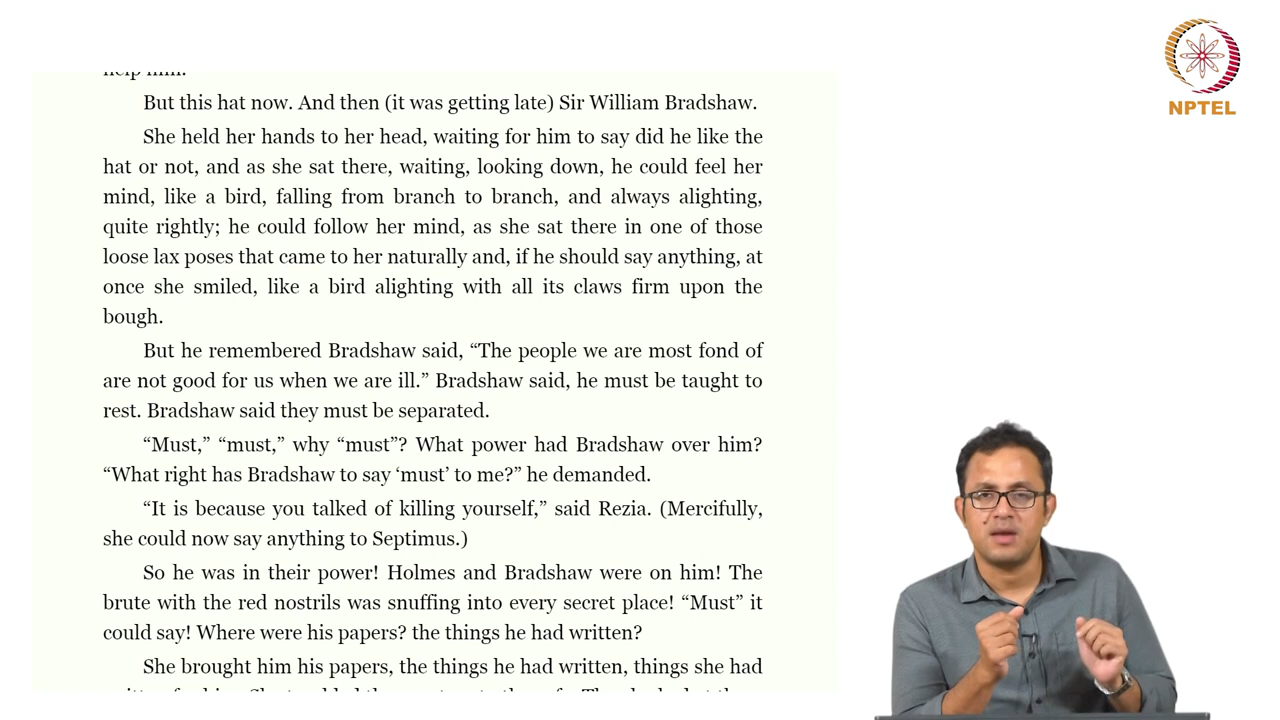 help him.
But this hat now. And then (it was getting late) Sir William Bradshaw.
She held her hands to her head, waiting for him to say did he like the
hat or not, and as she sat there, waiting, looking down, he could feel her
mind, like a bird, falling from branch to branch, and always alighting,
quite rightly; he could follow her mind, as she sat there in one of those
loose lax poses that came to her naturally and, if he should say anything, at
once she smiled, like a bird alighting with all its claws firm upon the
bough.
But he remembered Bradshaw said, “The people we are most fond of
are not good for us when we are ill.” Bradshaw said, he must be taught to
rest. Bradshaw said they must be separated.
“Must,” “must,” why “must”? What power had Bradshaw over him?
“What right has Bradshaw to say ‘must’ to me?” he demanded.
“It is because you talked of killing yourself,” said Rezia. (Mercifully,
she could now say anything to Septimus.)
So he was in their power! Holmes and Bradshaw were on him! The
brute with the red nostrils was snuffing into every secret place! “Must” it
could say! Where were his papers? the things he had written?
She brought him his papers, the things he had written, things she had
NPTEL